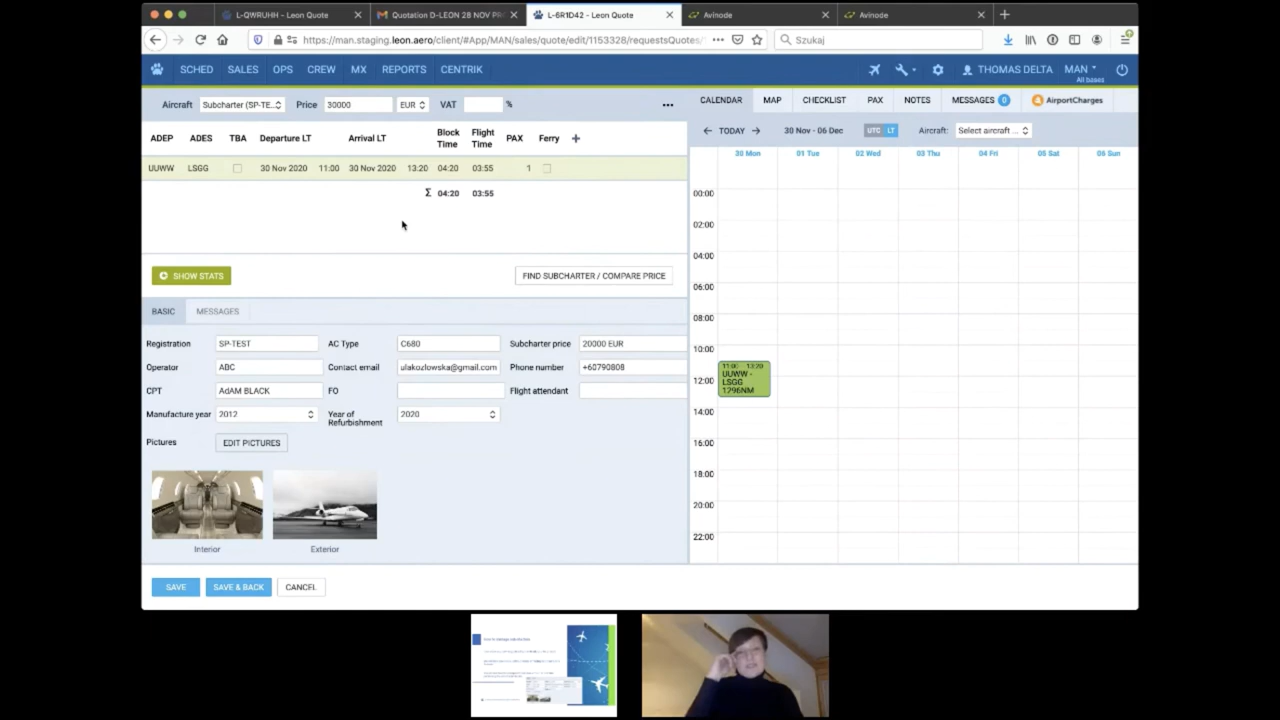 L-QWRUHH - Leon Quote
Quotation D-LEON 28 NOV PRI
L-6R1D42 - Leon Quote
Avinode
Avinode
https://man.staging.leon.aero/client/#App/MAN/sales/quote/edit/1153328/requestsQuotes/
Szukaj
SCHED SALES OPS CREW MX REPORTS CENTRIK
THOMAS DELTA MAN
All bases
Aircraft Subcharter (SP-TE... Price 30000 EUR VAT %
CALENDAR MAP CHECKLIST PAX NOTES MESSAGES 0 AirportCharges
TODAY 30 Nov - 06 Dec UTC LT Aircraft: Select aircraft ...
ADEP ADES TBA Departure LT Arrival LT Block Time Flight Time PAX Ferry +
30 Mon 01 Tue 02 Wed 03 Thu 04 Fri 05 Sat 06 Sun
UUWW LSGG 30 Nov 2020 11:00 30 Nov 2020 13:20 04:20 03:55 1
Σ 04:20 03:55
00:00
02:00
04:00
06:00
08:00
10:00
12:00
14:00
16:00
18:00
20:00
22:00
11:00 13:20
UUWW -
LSGG
1296NM
SHOW STATS
FIND SUBCHARTER / COMPARE PRICE
BASIC MESSAGES
Registration SP-TEST AC Type C680 Subcharter price 20000 EUR
Operator ABC Contact email ulakozlowska@gmail.com Phone number +60790808
CPT AdAM BLACK FO Flight attendant
Manufacture year 2012 Year of Refurbishment 2020
Pictures EDIT PICTURES
Interior Exterior
SAVE SAVE & BACK CANCEL